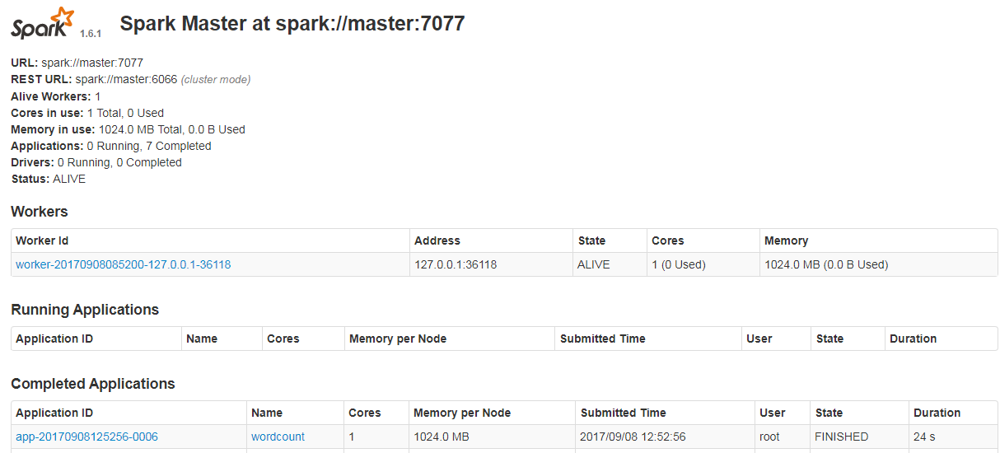 Spark 1.6.1 Spark Master at spark://master:7077
URL: spark://master:7077
REST URL: spark://master:6066 (cluster mode)
Alive Workers: 1
Cores in use: 1 Total, 0 Used
Memory in use: 1024.0 MB Total, 0.0 B Used
Applications: 0 Running, 7 Completed
Drivers: 0 Running, 0 Completed
Status: ALIVE
Workers
Worker Id Address State Cores Memory
worker-20170908085200-127.0.0.1-36118 127.0.0.1:36118 ALIVE 1 (0 Used) 1024.0 MB (0.0 B Used)
Running Applications
Application ID Name Cores Memory per Node Submitted Time User State Duration
Completed Applications
Application ID Name Cores Memory per Node Submitted Time User State Duration
app-20170908125256-0006 wordcount 1 1024.0 MB 2017/09/08 12:52:56 root FINISHED 24 s